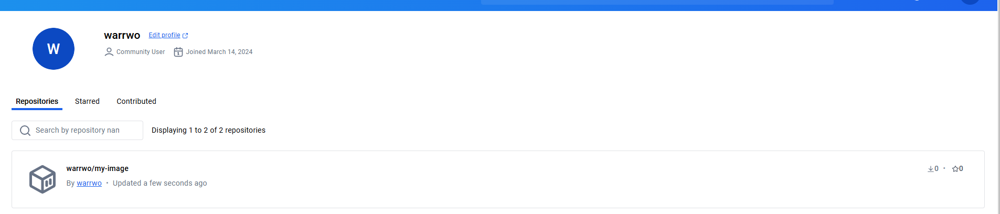 W
warrwo Edit profile
Community User 1 Joined March 14, 2024
Repositories Starred Contributed
Search by repository nan Displaying 1 to 2 of 2 repositories
warrwo/my-image 0 • 0
By warrwo • Updated a few seconds ago